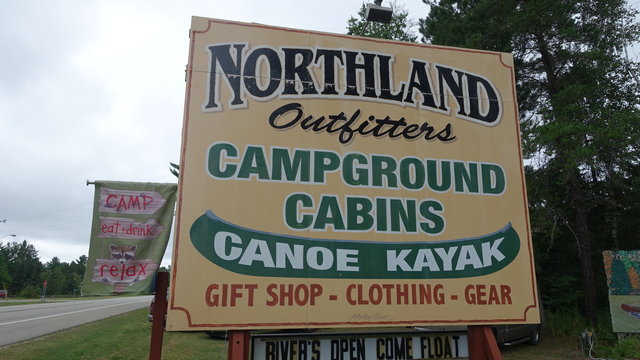 NORTHLAND
Outfitters
CAMPGROUND
CABINS
CANOE KAYAK
GIFT SHOP - CLOTHING - GEAR
RIVER'S OPEN COME FLOAT
CAMP
eat & drink
relax